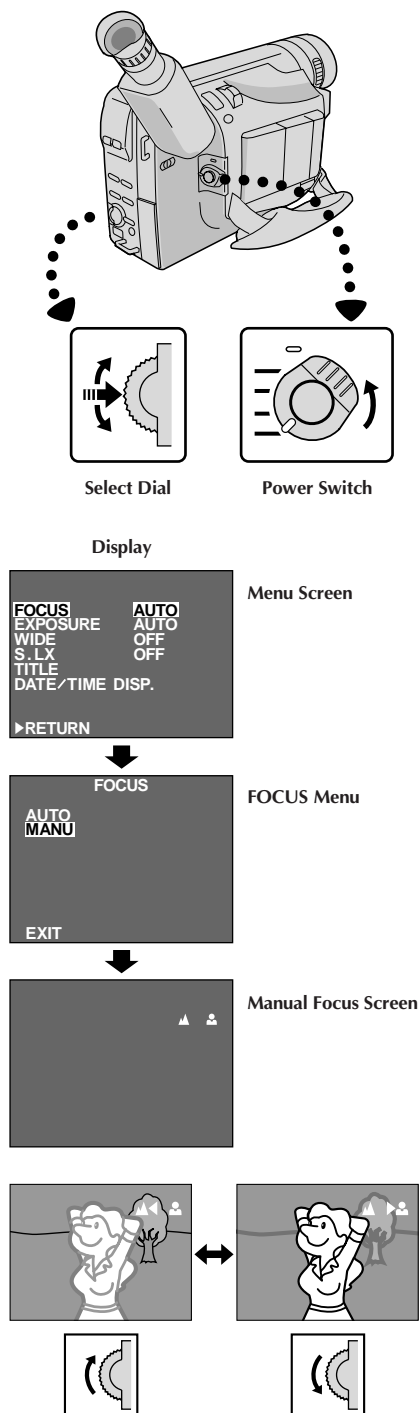 Select Dial
Power Switch
Display
FOCUS AUTO
EXPOSURE AUTO
WIDE OFF
S.LX OFF
TITLE
DATE/TIME DISP.
▶RETURN
Menu Screen
FOCUS
AUTO
MANU
EXIT
FOCUS Menu
Manual Focus Screen